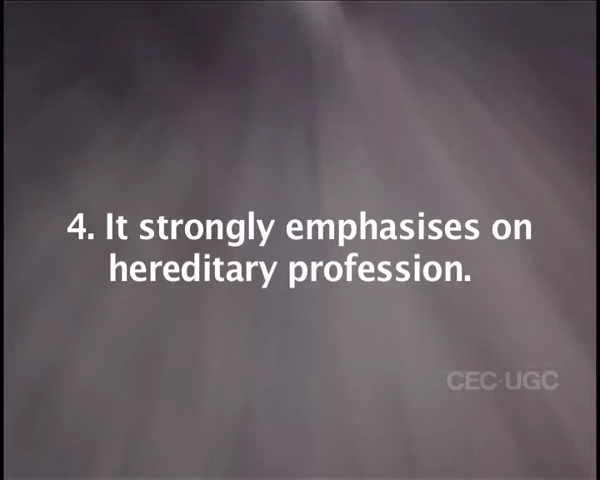 4. It strongly emphasises on
hereditary profession.
CEC-UGC